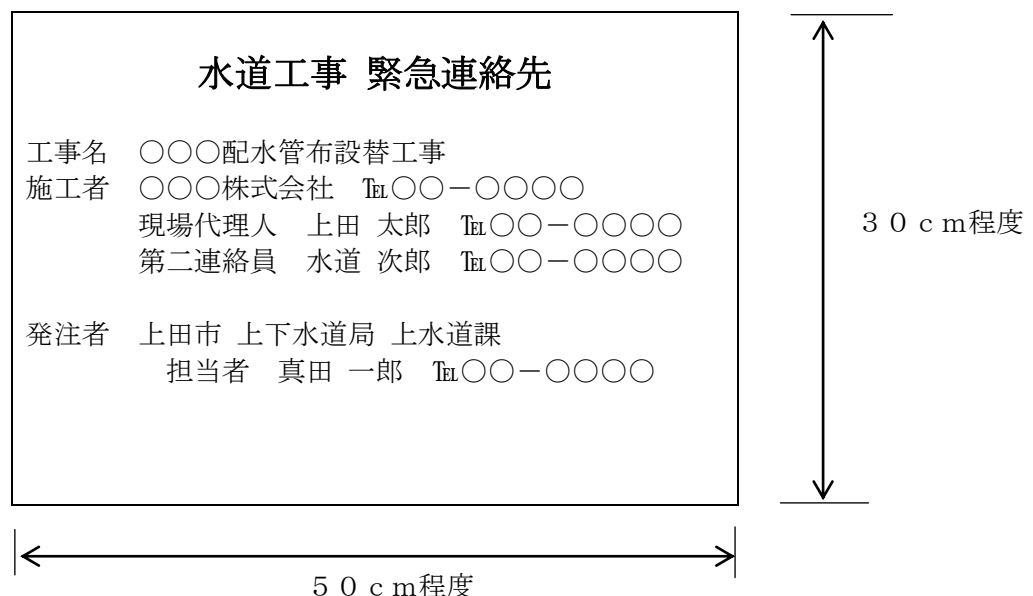 水道工事 緊急連絡先
工事名　○○○配水管布設替工事
施工者　○○○株式会社　℡○○－○○○○
現場代理人　上田 太郎　℡○○－○○○○
第二連絡員　水道 次郎　℡○○－○○○○
発注者　上田市 上下水道局 上水道課
担当者　真田 一郎　℡○○－○○○○
３０ｃｍ程度
５０ｃｍ程度